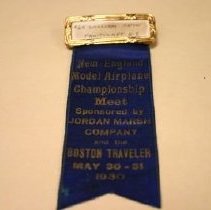 New England
Model Airplane
Championship
Meet
Sponsored by
JORDAN MARSH
COMPANY
and the
BOSTON TRAVELER
MAY 30-31
1930